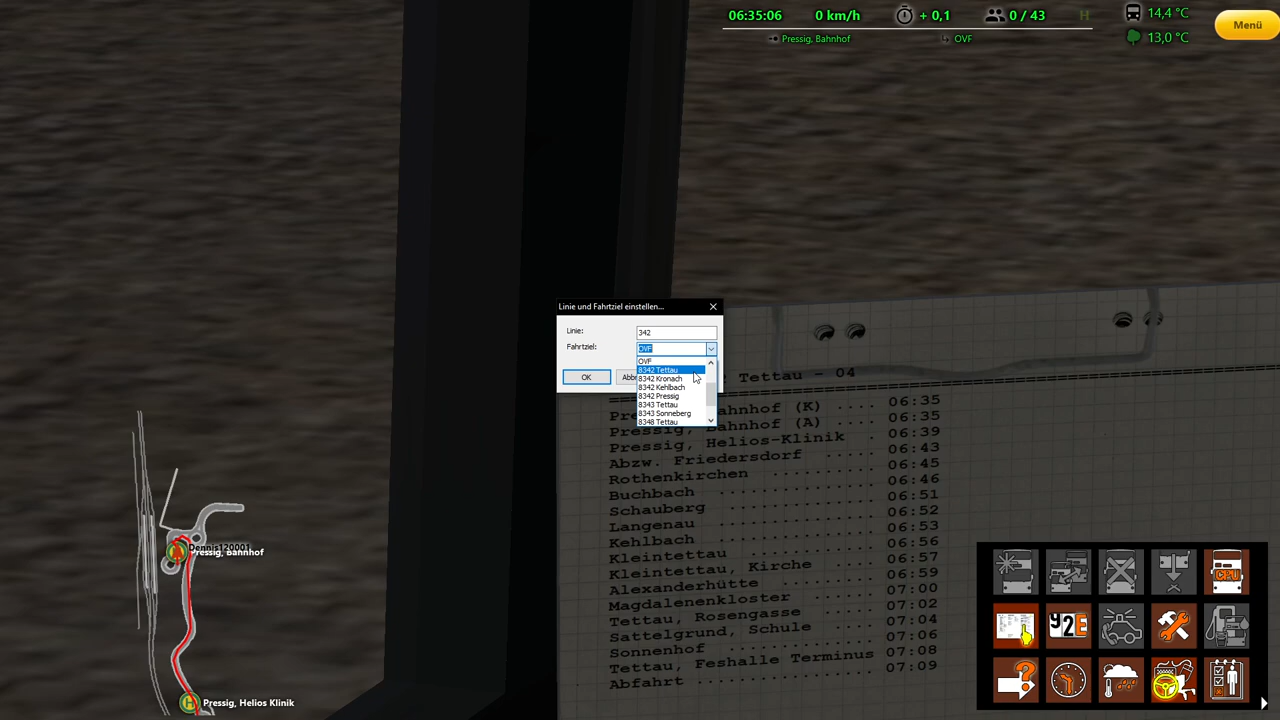 06:35:06 0 km/h + 0,1 0 / 43 H 14,4 °C
Menü
Pressig, Bahnhof OVF 13,0 °C
Linie und Fahrtziel einstellen...
Linie: 342
Fahrtziel: OVF
OK
OVF
8342 Tettau
8342 Kronach
8342 Kehlbach
8342 Pressig
8343 Tettau
8343 Sonneberg
8348 Tettau
Tettau - 04
Bahnhof (K) .... 06:35
Pressig, Bahnhof (A) .... 06:39
Pressig, Helios-Klinik . 06:43
Abzw. Friedersdorf 06:45
Rothenkirchen 06:46
Buchbach 06:51
Schauberg 06:52
Langenau 06:53
Kehlbach 06:56
Kleintettau 06:57
Kleintettau, Kirche 06:59
Alexanderhütte 07:00
Magdalenenkloster 07:02
Tettau, Rosengasse 07:04
Sattelgrund, Schule 07:06
Sonnenhof 07:08
Tettau, Feshalle Terminus 07:09
Abfahrt
Pressig, Bahnhof
Pressig, Helios Klinik
CPU
92E